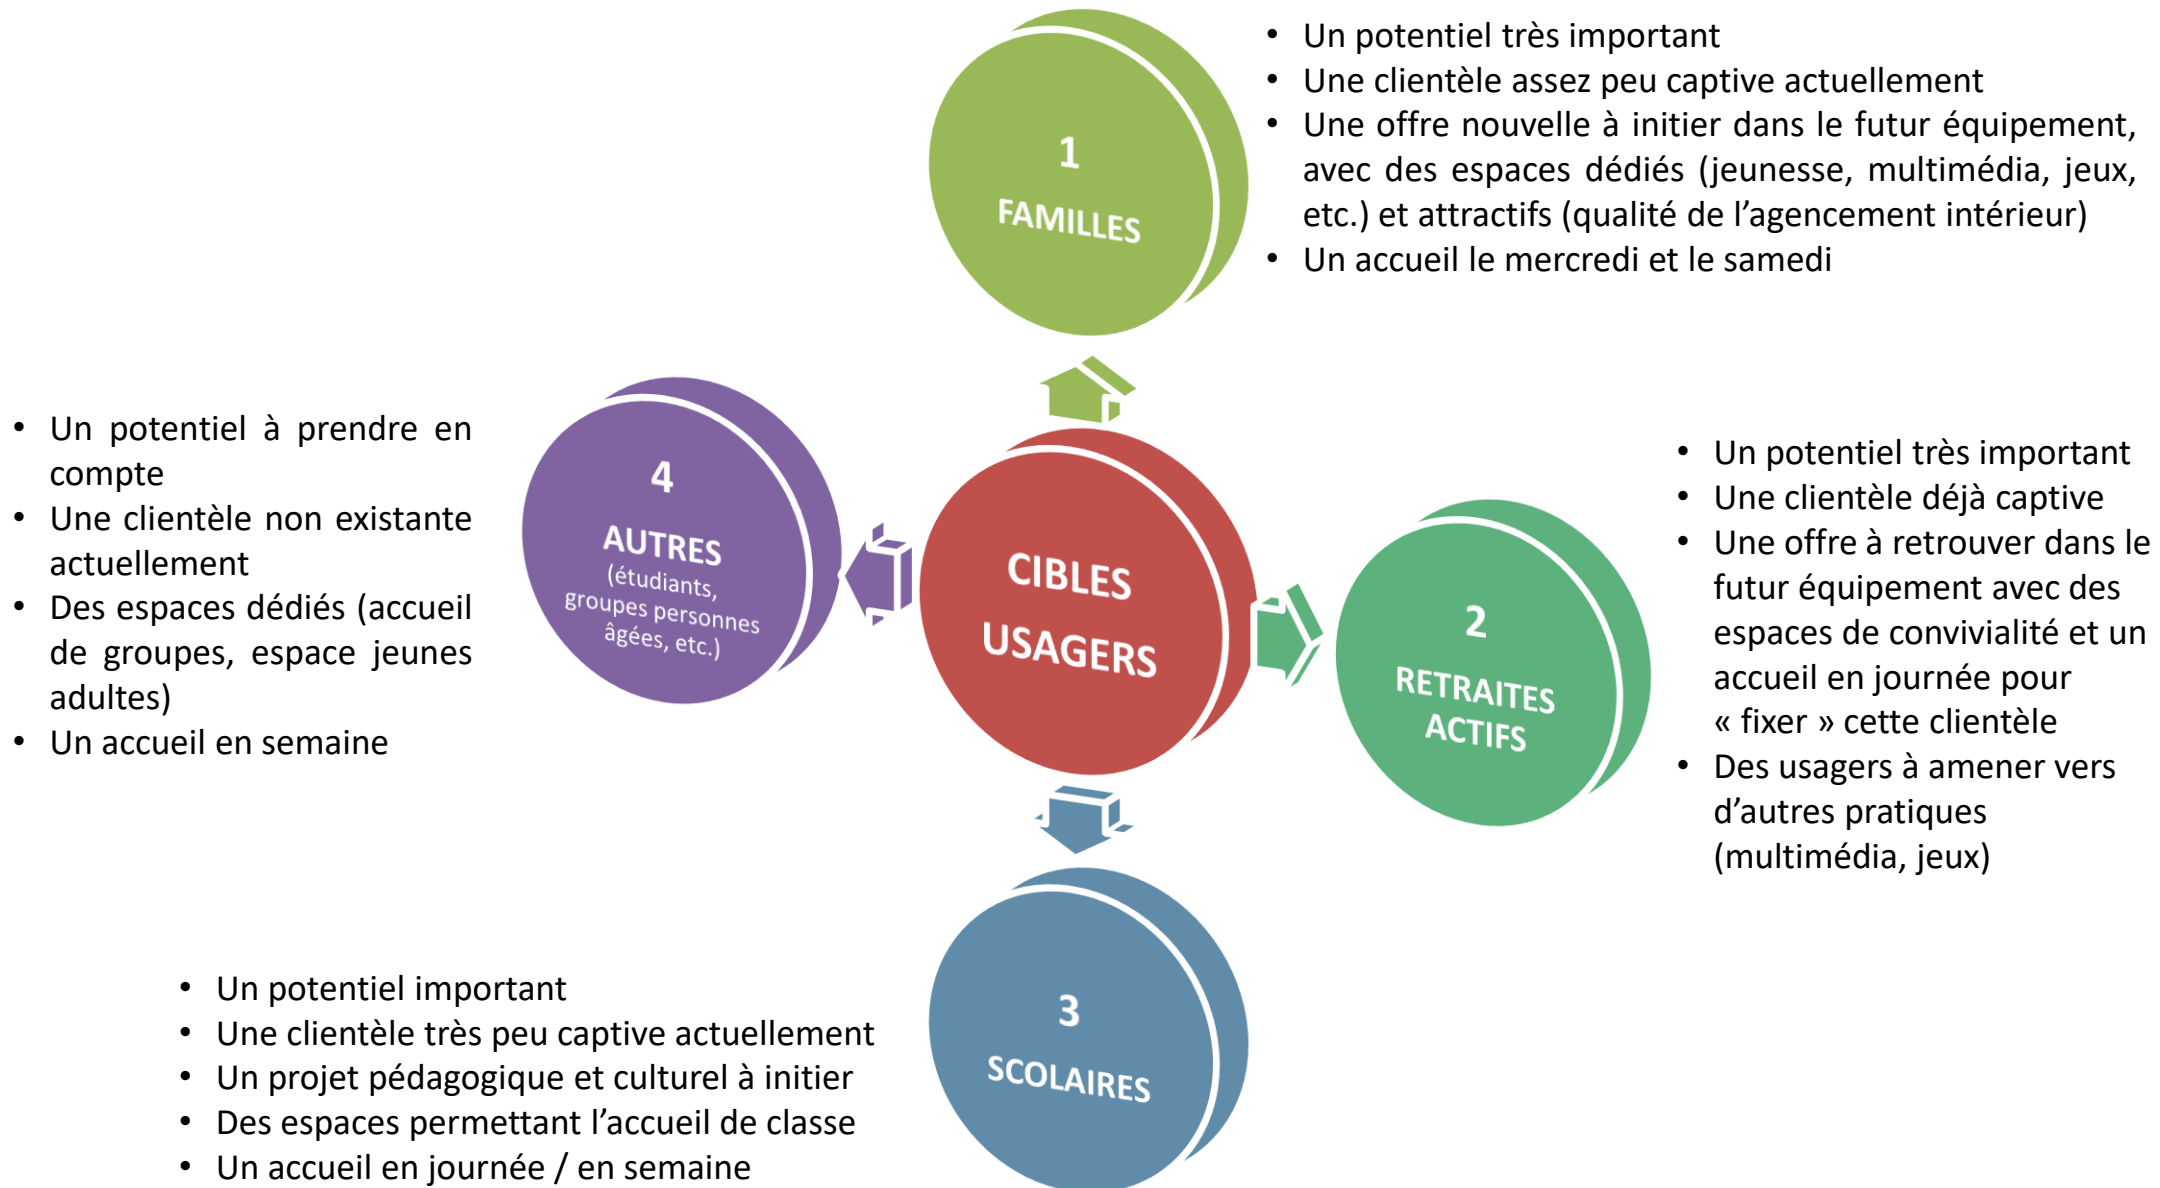 1
FAMILLES
• Un potentiel très important
• Une clientèle assez peu captive actuellement
• Une offre nouvelle à initier dans le futur équipement,
avec des espaces dédiés (jeunesse, multimédia, jeux,
etc.) et attractifs (qualité de l’agencement intérieur)
• Un accueil le mercredi et le samedi
• Un potentiel à prendre en
compte
• Une clientèle non existante
actuellement
• Des espaces dédiés (accueil
de groupes, espace jeunes
adultes)
• Un accueil en semaine
4
AUTRES
(étudiants,
groupes personnes
âgées, etc.)
CIBLES
USAGERS
2
RETRAITES
ACTIFS
• Un potentiel très important
• Une clientèle déjà captive
• Une offre à retrouver dans le
futur équipement avec des
espaces de convivialité et un
accueil en journée pour
« fixer » cette clientèle
• Des usagers à amener vers
d’autres pratiques
(multimédia, jeux)
• Un potentiel important
• Une clientèle très peu captive actuellement
• Un projet pédagogique et culturel à initier
• Des espaces permettant l’accueil de classe
• Un accueil en journée / en semaine
3
SCOLAIRES